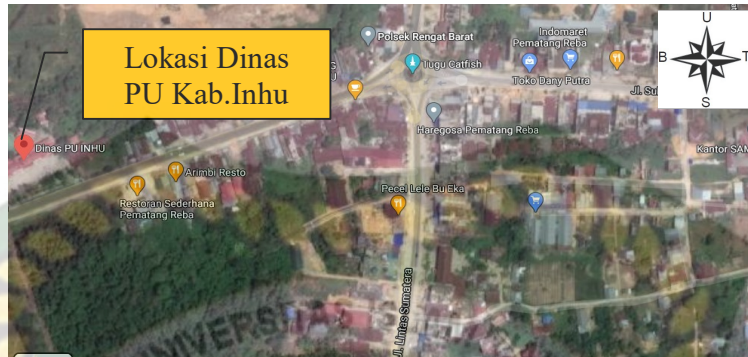 Lokasi Dinas
PU Kab.Inhu
Polsek Rengat Barat
Indomaret
Pematang Reba
U
B
T
S
Tugu Catfish
Toko Dany Putra
Haregosa Pematang Reba
Dinas PU INHU
Kantor SAM
Arimbi Resto
Restoran Sederhana
Pematang Reba
Pecel Lele Bu Eka
Jl. Lintas Sumatera